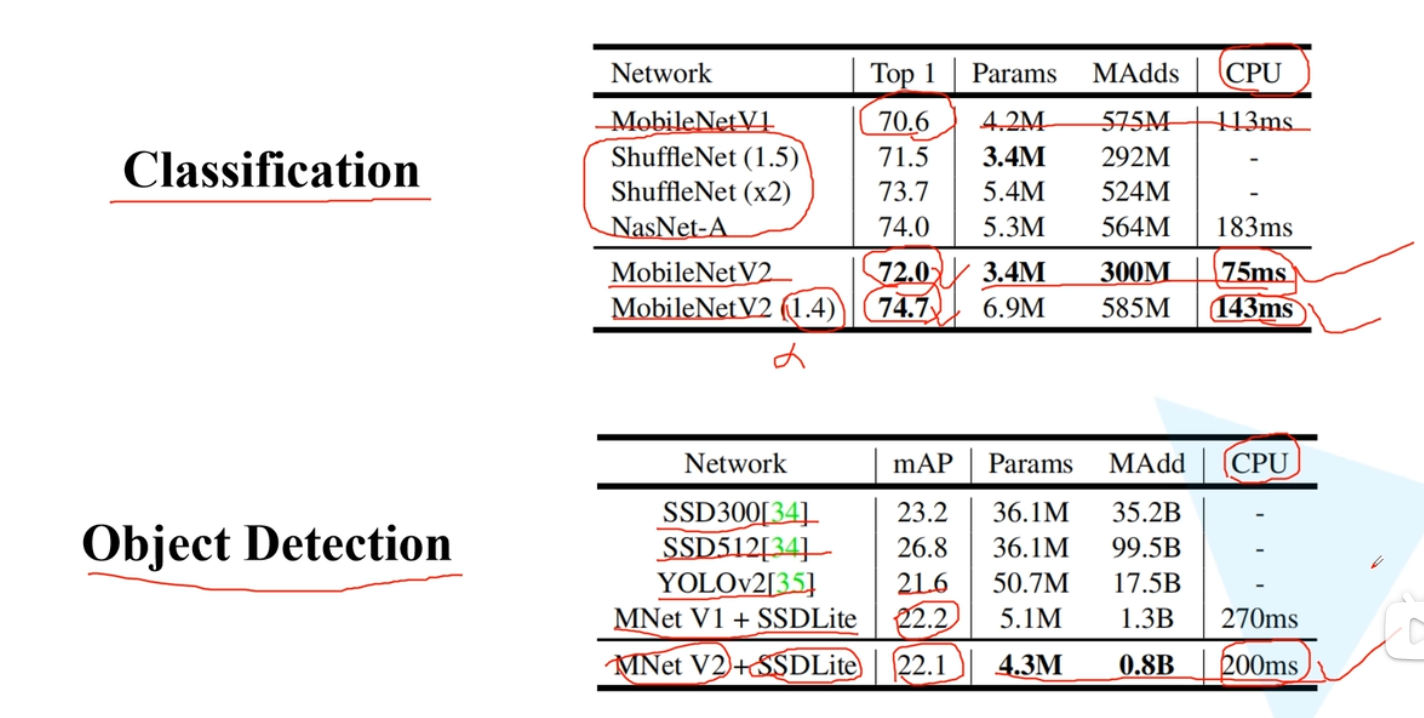 Classification
Network Top 1 Params MAdds CPU
MobileNetV1 70.6 4.2M 575M 113ms
ShuffleNet (1.5) 71.5 3.4M 292M -
ShuffleNet (x2) 73.7 5.4M 524M -
NasNet-A 74.0 5.3M 564M 183ms
MobileNetV2 72.0 3.4M 300M 75ms
MobileNetV2 (1.4) 74.7 6.9M 585M 143ms
α
Object Detection
Network mAP Params MAdd CPU
SSD300[34] 23.2 36.1M 35.2B -
SSD512[34] 26.8 36.1M 99.5B -
YOLOv2[35] 21.6 50.7M 17.5B -
MNet V1 + SSDLite 22.2 5.1M 1.3B 270ms
MNet V2 + SSDLite 22.1 4.3M 0.8B 200ms